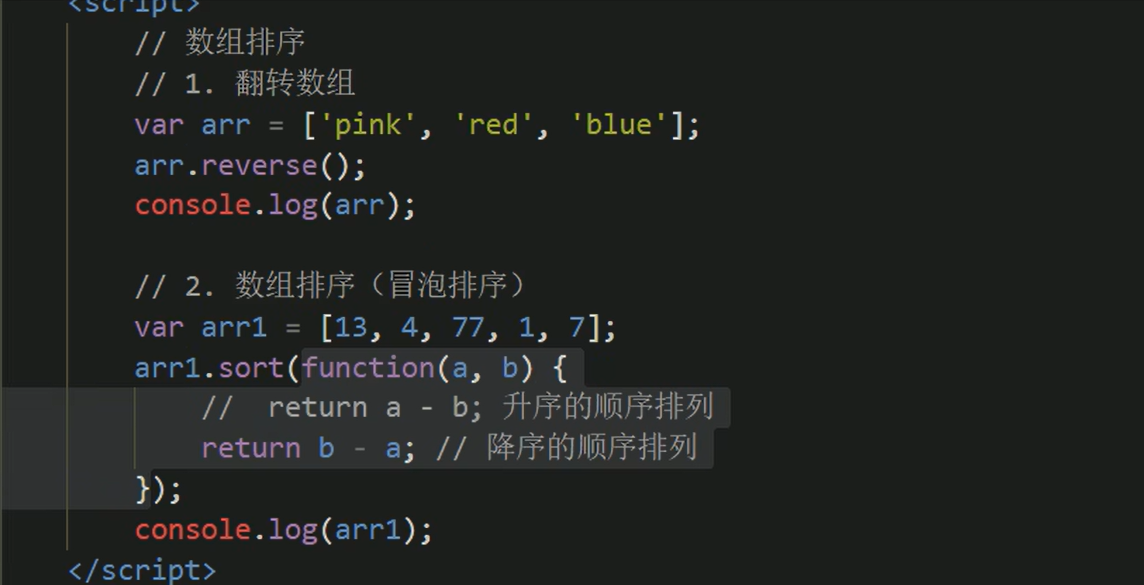 <script>
// 数组排序
// 1. 翻转数组
var arr = ['pink', 'red', 'blue'];
arr.reverse();
console.log(arr);
// 2. 数组排序（冒泡排序）
var arr1 = [13, 4, 77, 1, 7];
arr1.sort(function(a, b) {
//  return a - b; 升序的顺序排列
return b - a; // 降序的顺序排列
});
console.log(arr1);
</script>